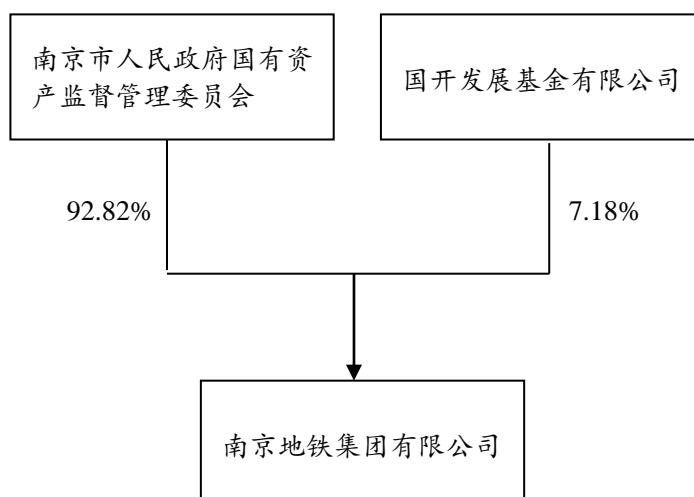 南京市人民政府国有资
产监督管理委员会
国开发展基金有限公司
92.82%
7.18%
南京地铁集团有限公司